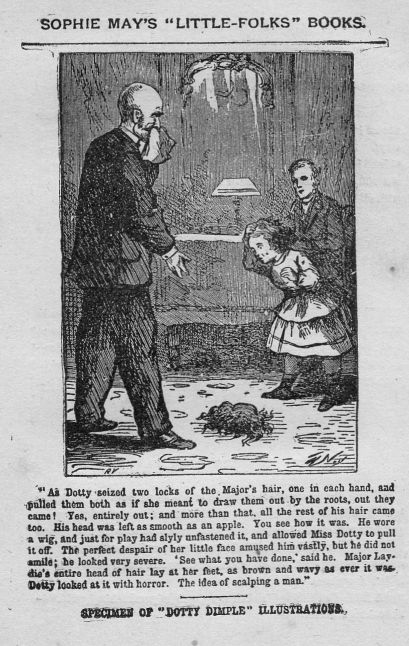 SOPHIE MAY'S "LITTLE-FOLKS" BOOKS.
"As Dotty seized two locks of the Major's hair, one in each hand, and
pulled them both as if she meant to draw them out by the roots, out they
came! Yes, entirely out; and more than that, all the rest of his hair came
too. His head was left as smooth as an apple. You see how it was. He wore
a wig, and just for play had slyly unfastened it, and allowed Miss Dotty to pull
it off. The perfect despair of her little face amused him vastly, but he did not
smile; he looked very severe. 'See what you have done,' said he. Major Lay-
die's entire head of hair lay at her feet, as brown and wavy as ever it was.
Dotty looked at it with horror. The idea of scalping a man."
SPECIMEN OF "DOTTY DIMPLE" ILLUSTRATIONS.